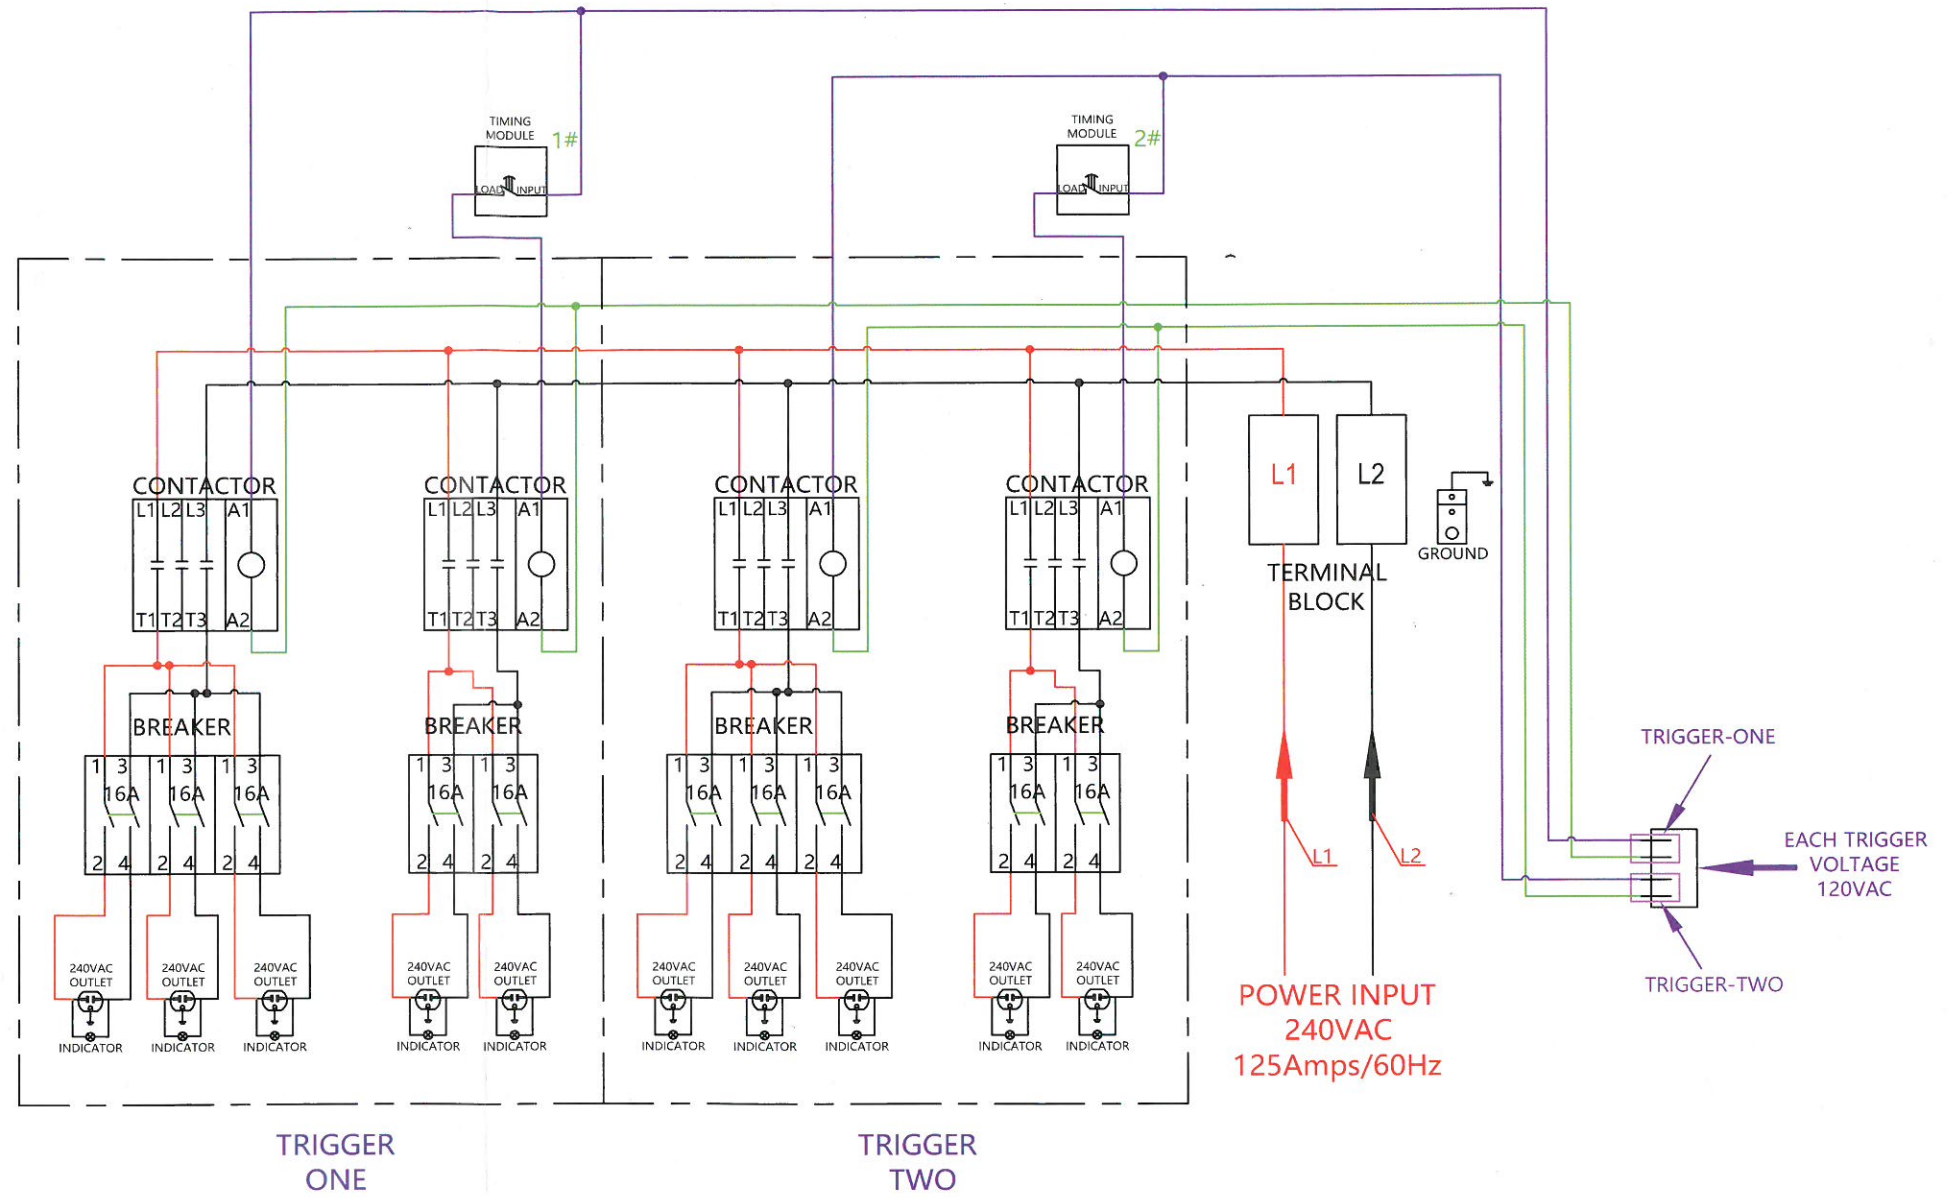 TIMING
MODULE
1#
LOAD
INPUT
TIMING
MODULE
2#
LOAD
INPUT
CONTACTOR
L1 L2 L3 A1
T1 T2 T3 A2
CONTACTOR
L1 L2 L3 A1
T1 T2 T3 A2
CONTACTOR
L1 L2 L3 A1
T1 T2 T3 A2
CONTACTOR
L1 L2 L3 A1
T1 T2 T3 A2
L1
L2
GROUND
TERMINAL
BLOCK
BREAKER
1 3 1 3 1 3
16A 16A 16A
2 4 2 4 2 4
BREAKER
1 3 1 3
16A 16A
2 4 2 4
BREAKER
1 3 1 3 1 3
16A 16A 16A
2 4 2 4 2 4
BREAKER
1 3 1 3
16A 16A
2 4 2 4
L1
L2
TRIGGER-ONE
EACH TRIGGER
VOLTAGE
120VAC
TRIGGER-TWO
240VAC
OUTLET
INDICATOR
240VAC
OUTLET
INDICATOR
240VAC
OUTLET
INDICATOR
240VAC
OUTLET
INDICATOR
240VAC
OUTLET
INDICATOR
240VAC
OUTLET
INDICATOR
240VAC
OUTLET
INDICATOR
240VAC
OUTLET
INDICATOR
240VAC
OUTLET
INDICATOR
240VAC
OUTLET
INDICATOR
POWER INPUT
240VAC
125Amps/60Hz
TRIGGER
ONE
TRIGGER
TWO